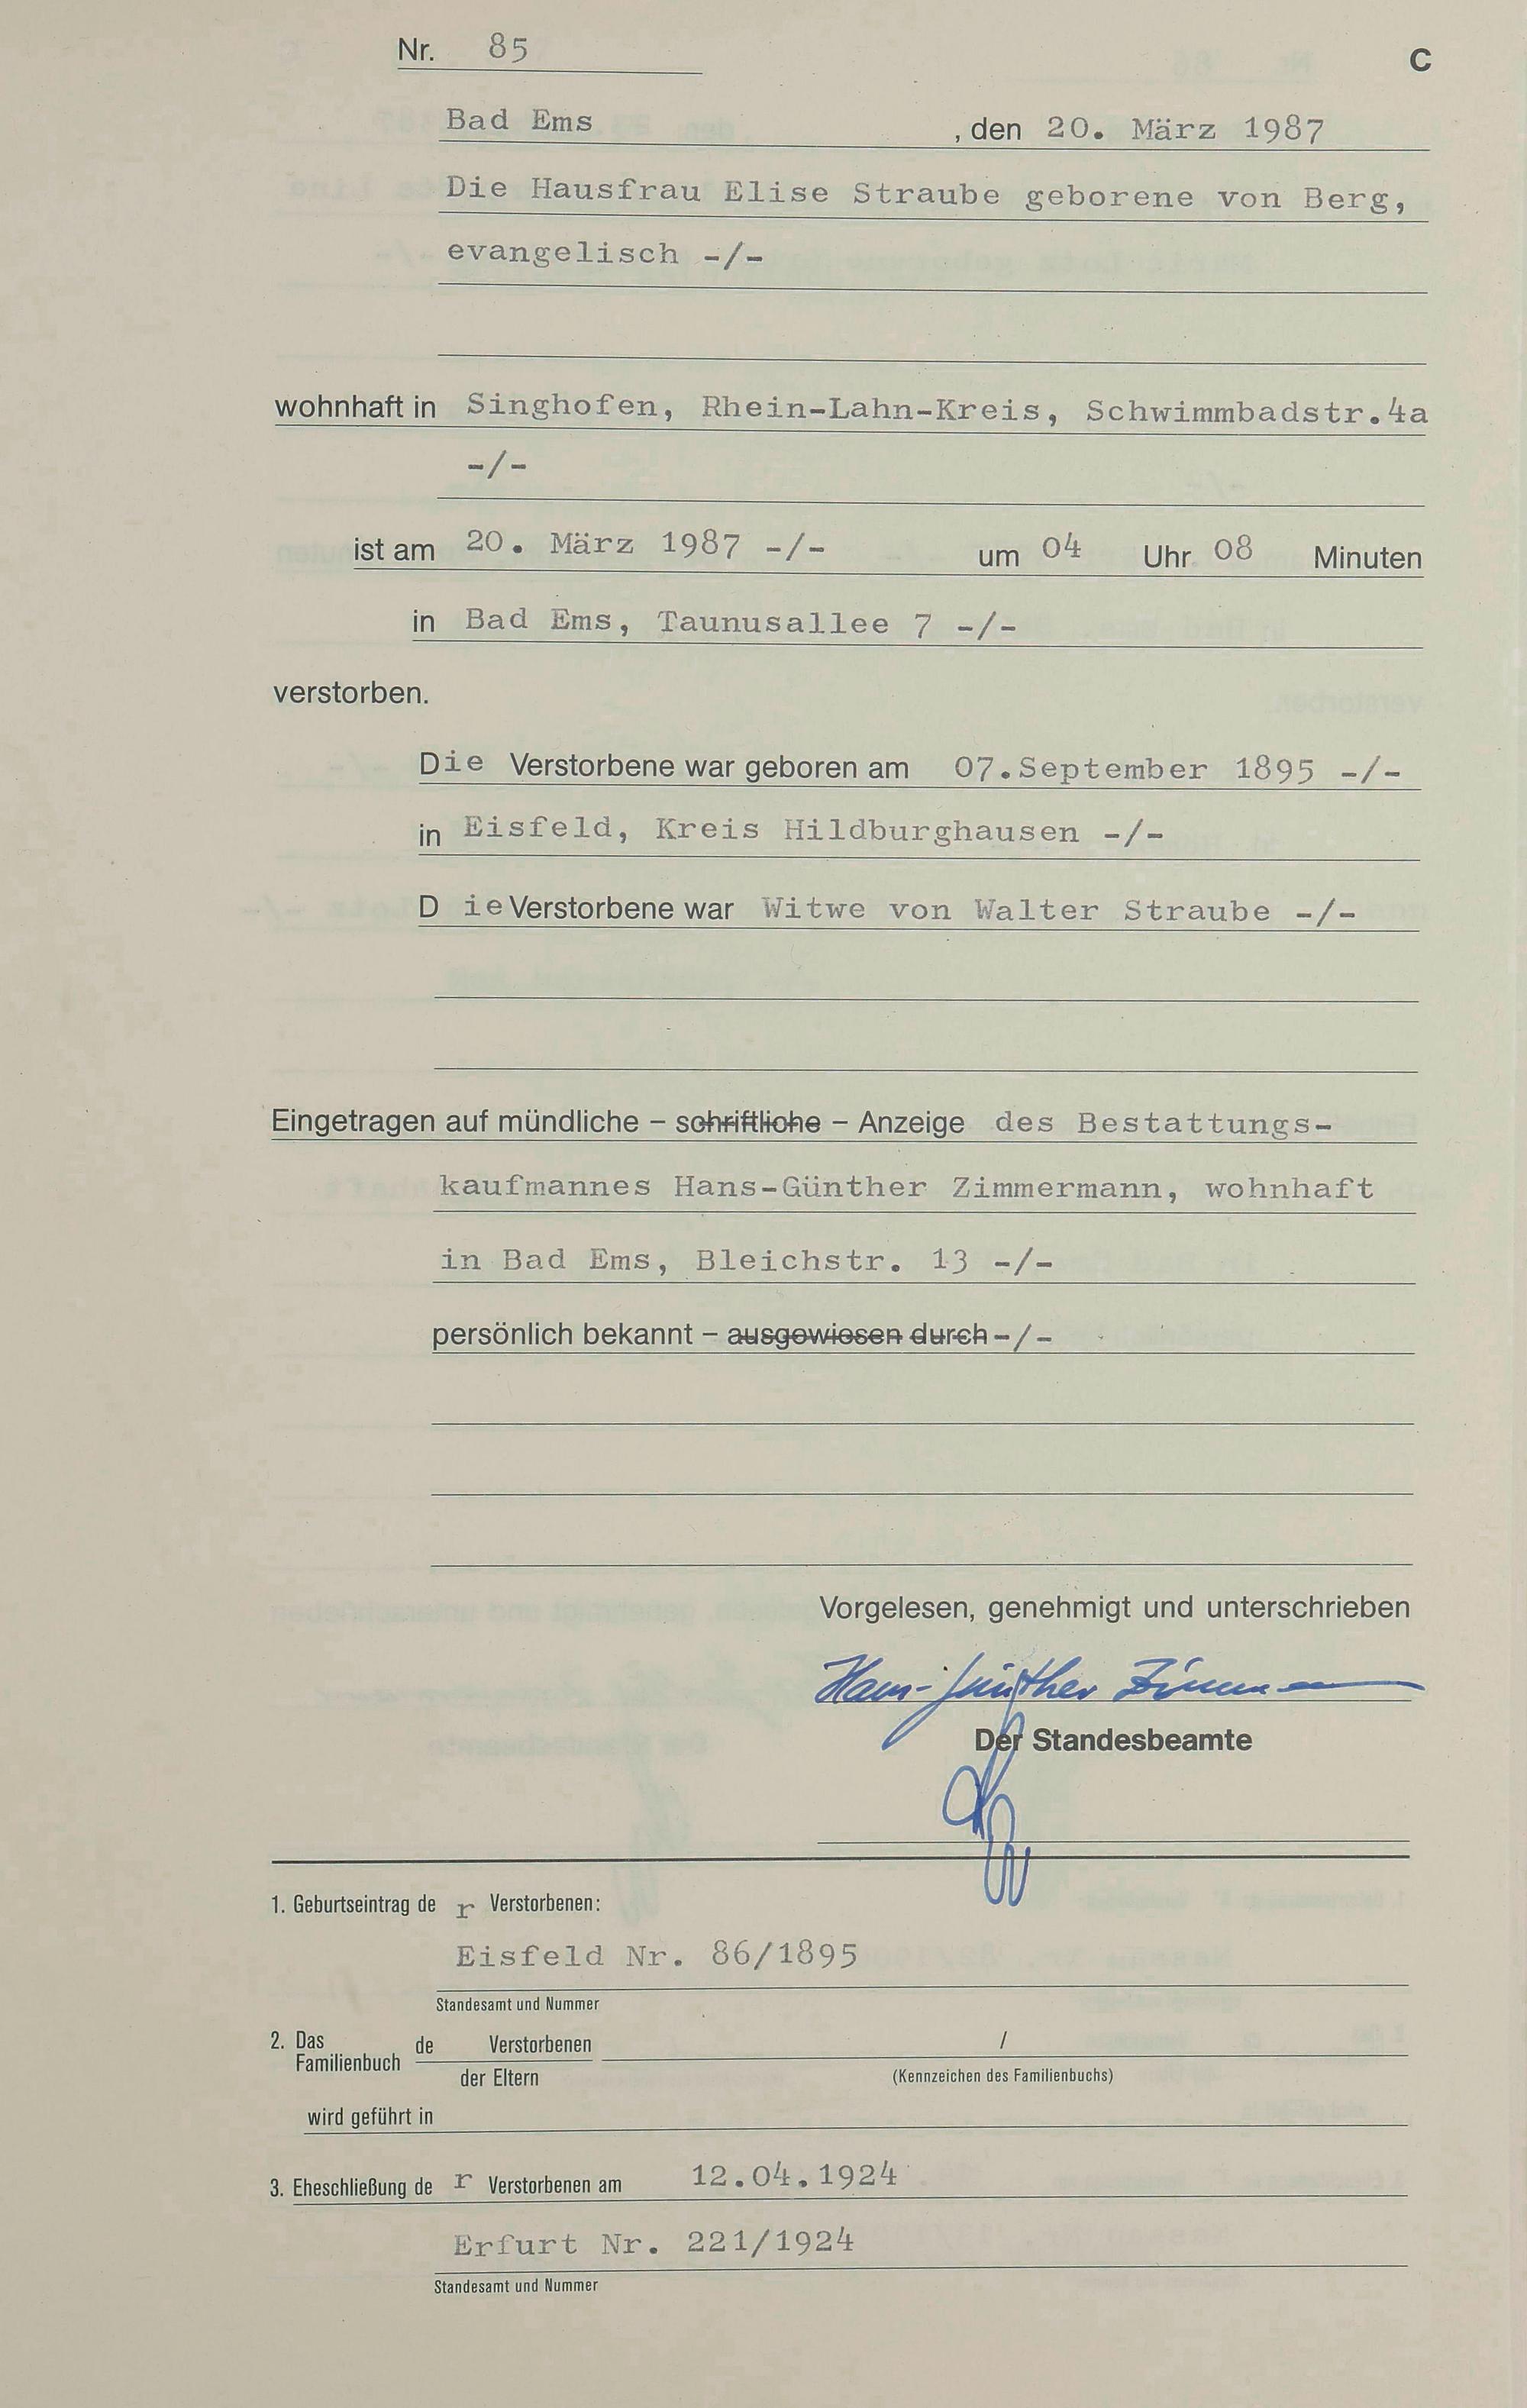 Nr. 85
C
Bad Ems , den 20. März 1987
Die Hausfrau Elise Straube geborene von Berg,
evangelisch -/-
wohnhaft in Singhofen, Rhein-Lahn-Kreis, Schwimmbadstr.4a
-/-
ist am 20. März 1987 -/- um 04 Uhr 08 Minuten
in Bad Ems, Taunusallee 7 -/-
verstorben.
Die Verstorbene war geboren am 07.September 1895 -/-
in Eisfeld, Kreis Hildburghausen -/-
D ie Verstorbene war Witwe von Walter Straube -/-
Eingetragen auf mündliche – schriftliche – Anzeige des Bestattungs-
kaufmannes Hans-Günther Zimmermann, wohnhaft
in Bad Ems, Bleichstr. 13 -/-
persönlich bekannt – ausgewiesen durch -/-
Vorgelesen, genehmigt und unterschrieben
Hans-Günther Zimmermann
Der Standesbeamte
1. Geburtseintrag de r Verstorbenen:
Eisfeld Nr. 86/1895
Standesamt und Nummer
2. Das Familienbuch de Verstorbenen /
der Eltern (Kennzeichen des Familienbuchs)
wird geführt in
3. Eheschließung de r Verstorbenen am 12.04.1924
Erfurt Nr. 221/1924
Standesamt und Nummer